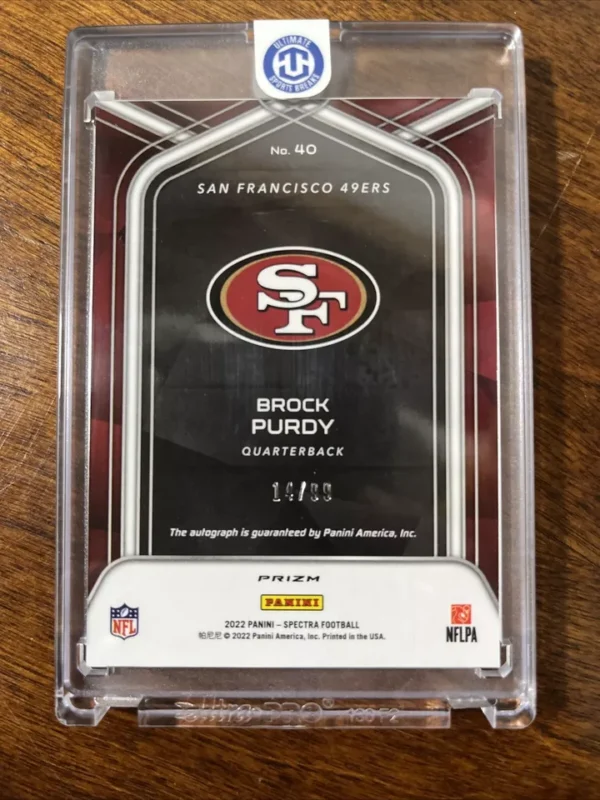 ULTIMATE
SPORTS BREAKS
No. 40
SAN FRANCISCO 49ERS
SF
BROCK
PURDY
QUARTERBACK
14/99
The autograph is guaranteed by Panini America, Inc.
PRIZM
PANINI
NFL
2022 PANINI – SPECTRA FOOTBALL
帕尼尼 © 2022 Panini America, Inc. Printed in the USA.
NFLPA